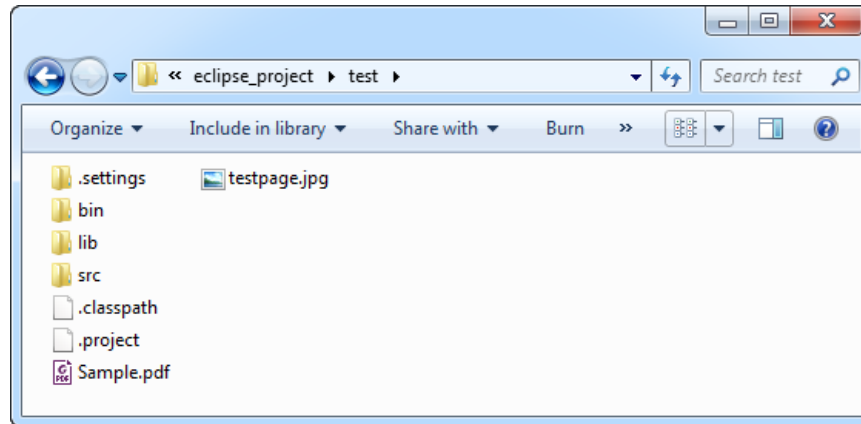 « eclipse_project ▸ test ▸ Search test
Organize Include in library Share with Burn »
.settings testpage.jpg
bin
lib
src
.classpath
.project
Sample.pdf